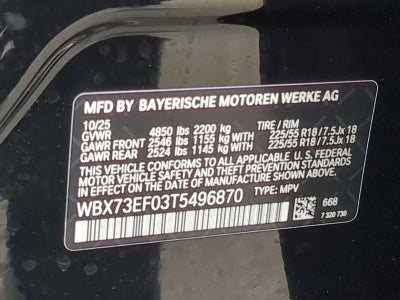 MFD BY BAYERISCHE MOTOREN WERKE AG
10/25 4850 lbs 2200 kg TIRE / RIM
GVWR
GAWR FRONT 2546 lbs 1155 kg WITH 225/55 R18 / 7.5Jx 18
GAWR REAR 2524 lbs 1145 kg WITH 225/55 R18 / 7.5Jx 18
THIS VEHICLE CONFORMS TO ALL APPLICABLE FEDERAL
MOTOR VEHICLE SAFETY, BUMPER, AND THEFT PREVENTION
STANDARDS IN EFFECT ON THE DATE OF MANUFACTURE
SHOWN ABOVE.
WBX73EF03T5496870 TYPE: MPV
668
7 320 730